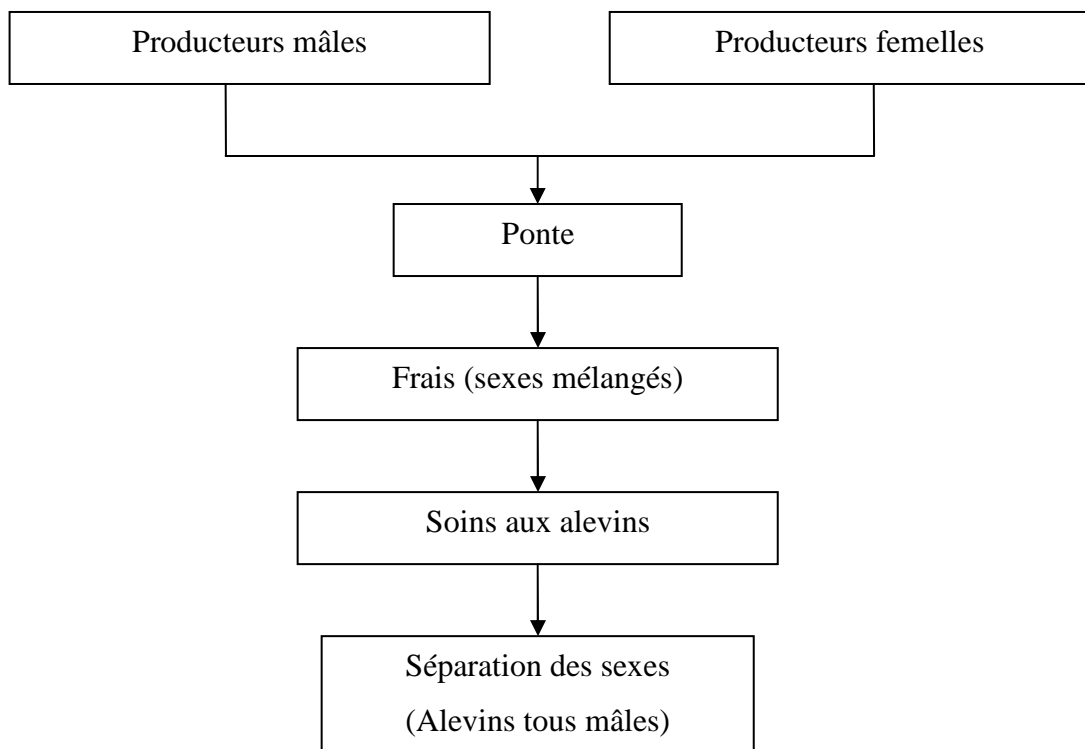 Producteurs mâles
Producteurs femelles
Ponte
Frais (sexes mélangés)
Soins aux alevins
Séparation des sexes
(Alevins tous mâles)